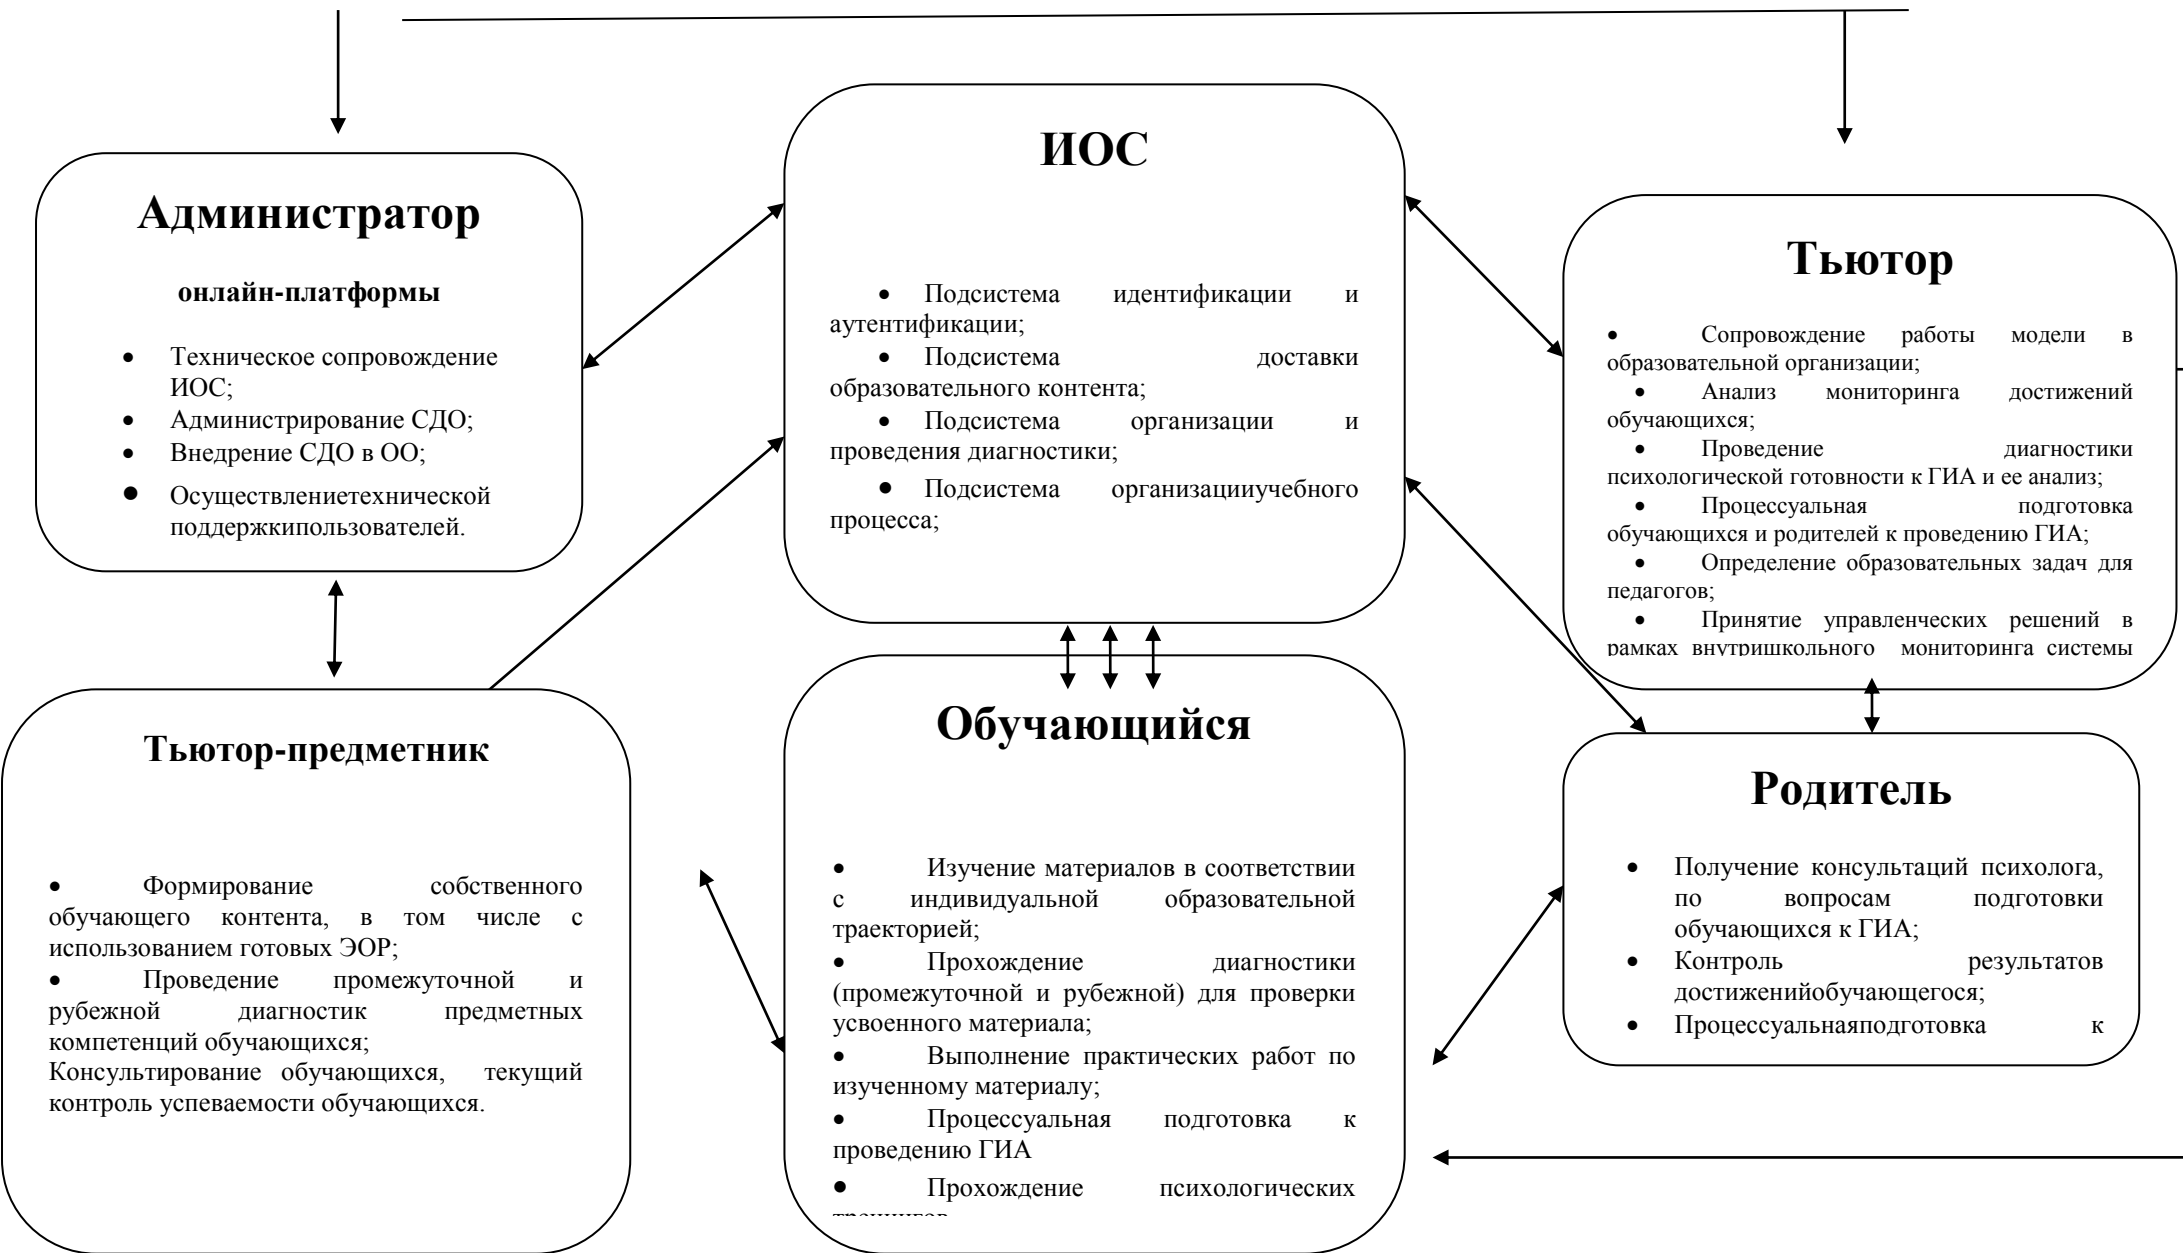 Администратор
онлайн-платформы
• Техническое сопровождение
ИОС;
• Администрирование СДО;
• Внедрение СДО в ОО;
• Осуществлениетехнической
поддержкипользователей.
ИОС
• Подсистема идентификации и
аутентификации;
• Подсистема доставки
образовательного контента;
• Подсистема организации и
проведения диагностики;
• Подсистема организацииучебного
процесса;
Тьютор
• Сопровождение работы модели в
образовательной организации;
• Анализ мониторинга достижений
обучающихся;
• Проведение диагностики
психологической готовности к ГИА и ее анализ;
• Процессуальная подготовка
обучающихся и родителей к проведению ГИА;
• Определение образовательных задач для
педагогов;
• Принятие управленческих решений в
рамках внутришкольного мониторинга системы
Тьютор-предметник
• Формирование собственного
обучающего контента, в том числе с
использованием готовых ЭОР;
• Проведение промежуточной и
рубежной диагностик предметных
компетенций обучающихся;
Консультирование обучающихся, текущий
контроль успеваемости обучающихся.
Обучающийся
• Изучение материалов в соответствии
с индивидуальной образовательной
траекторией;
• Прохождение диагностики
(промежуточной и рубежной) для проверки
усвоенного материала;
• Выполнение практических работ по
изученному материалу;
• Процессуальная подготовка к
проведению ГИА
• Прохождение психологических
Родитель
• Получение консультаций психолога,
по вопросам подготовки
обучающихся к ГИА;
• Контроль результатов
достиженийобучающегося;
• Процессуальнаяподготовка к